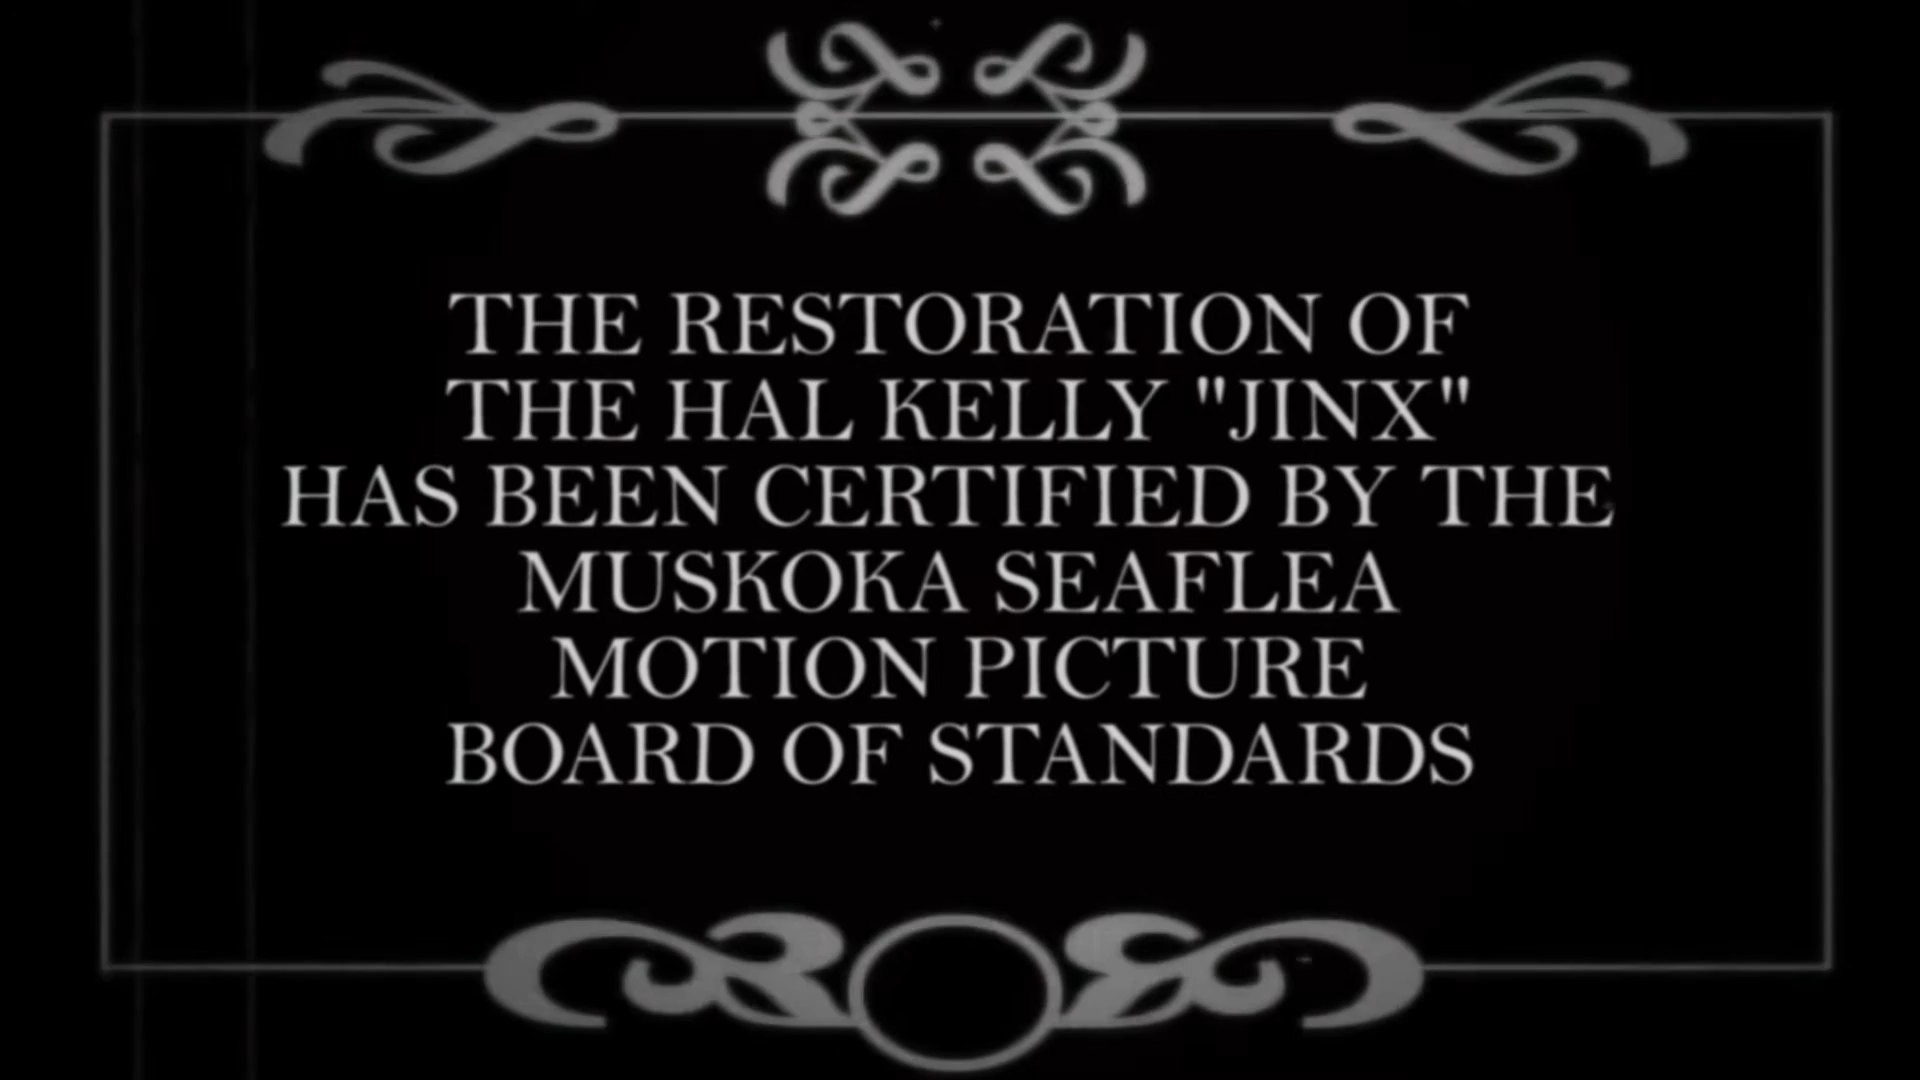 THE RESTORATION OF
THE HAL KELLY "JINX"
HAS BEEN CERTIFIED BY THE
MUSKOKA SEAFLEA
MOTION PICTURE
BOARD OF STANDARDS